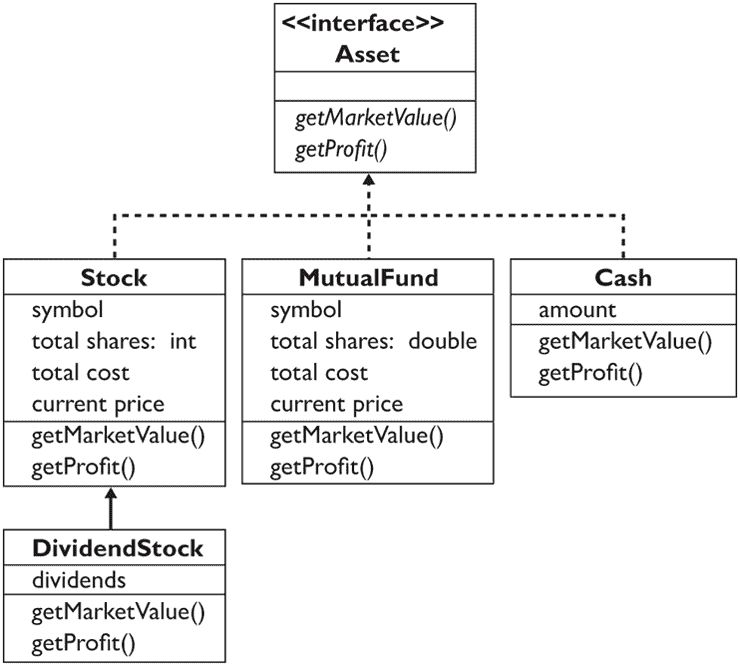 <<interface>>
Asset
getMarketValue()
getProfit()
Stock
symbol
total shares: int
total cost
current price
getMarketValue()
getProfit()
MutualFund
symbol
total shares: double
total cost
current price
getMarketValue()
getProfit()
Cash
amount
getMarketValue()
getProfit()
DividendStock
dividends
getMarketValue()
getProfit()